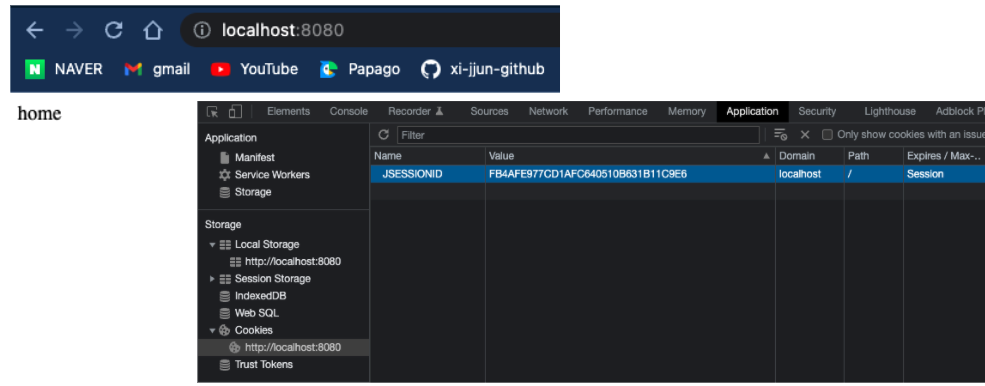 localhost:8080
NAVER gmail YouTube Papago xi-jjun-github
home
Elements Console Recorder Sources Network Performance Memory Application Security Lighthouse Adblock
Application
Filter
Only show cookies with an issue
Manifest
Name Value Domain Path Expires / Max-...
Service Workers
JSESSIONID FB4AFE977CD1AFC640510B631B11C9E6 localhost / Session
Storage
Storage
Local Storage
http://localhost:8080
Session Storage
IndexedDB
Web SQL
Cookies
http://localhost:8080
Trust Tokens